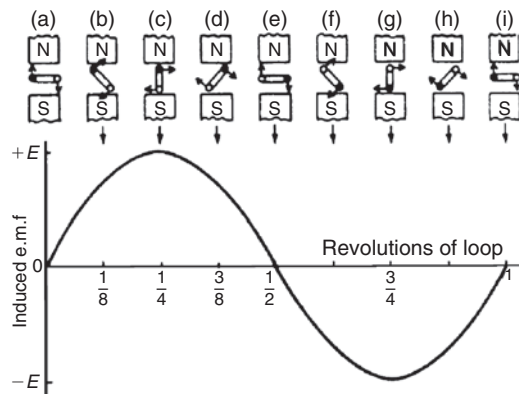 (a) (b) (c) (d) (e) (f) (g) (h) (i)
N N N N N N N N N
S S S S S S S S S
+E
Induced e.m.f
Revolutions of loop
0
1/8 1/4 3/8 1/2 3/4 1
−E